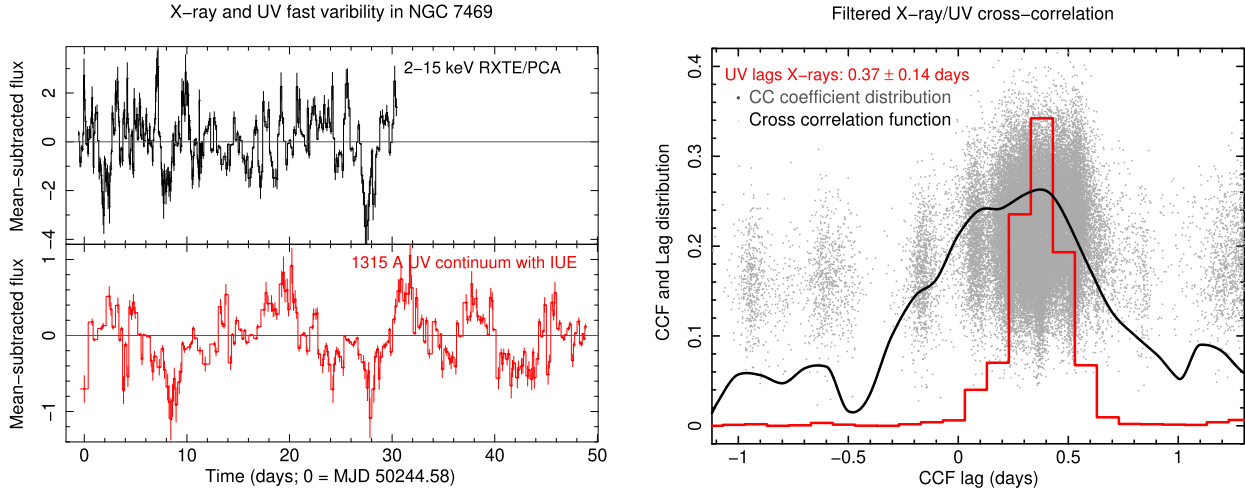 X−ray and UV fast varibility in NGC 7469
Mean−subtracted flux
2
0
−2
−4
2−15 keV RXTE/PCA
Mean−subtracted flux
1
0
−1
1315 A UV continuum with IUE
0
10
20
30
40
50
Time (days; 0 = MJD 50244.58)
Filtered X−ray/UV cross−correlation
CCF and Lag distribution
0.4
0.3
0.2
0.1
0
UV lags X−rays: 0.37 ± 0.14 days
• CC coefficient distribution
Cross correlation function
−1
−0.5
0
0.5
1
CCF lag (days)